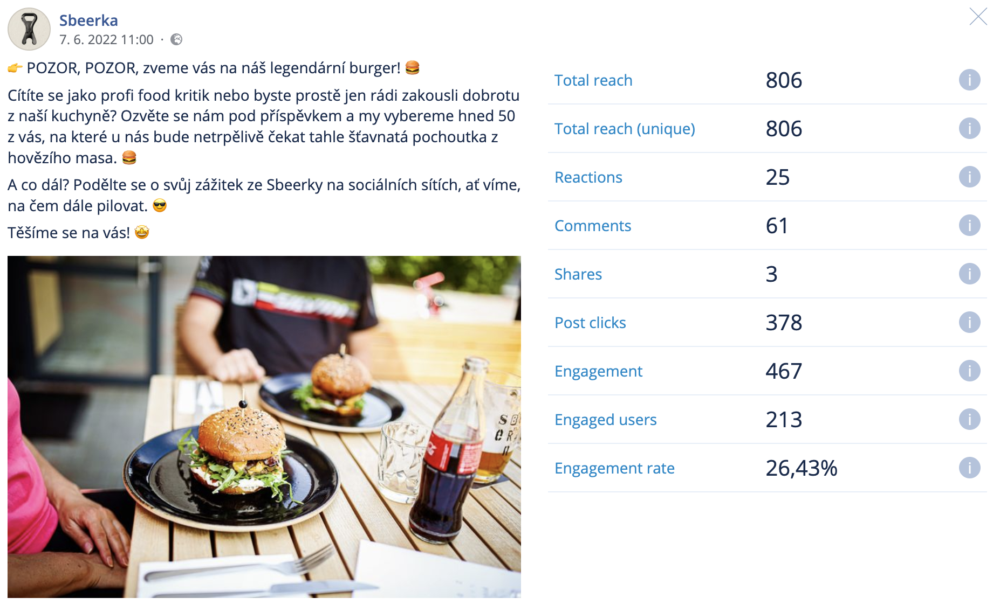 Sbeerka
7. 6. 2022 11:00 ·
👉 POZOR, POZOR, zveme vás na náš legendární burger! 🍔
Cítíte se jako profi food kritik nebo byste prostě jen rádi zakousli dobrotu
z naší kuchyně? Ozvěte se nám pod příspěvkem a my vybereme hned 50
z vás, na které u nás bude netrpělivě čekat tahle šťavnatá pochoutka z
hovězího masa. 🍔
A co dál? Podělte se o svůj zážitek ze Sbeerky na sociálních sítích, ať víme,
na čem dále pilovat. 😎
Těšíme se na vás! 🤩
Total reach 806
Total reach (unique) 806
Reactions 25
Comments 61
Shares 3
Post clicks 378
Engagement 467
Engaged users 213
Engagement rate 26,43%